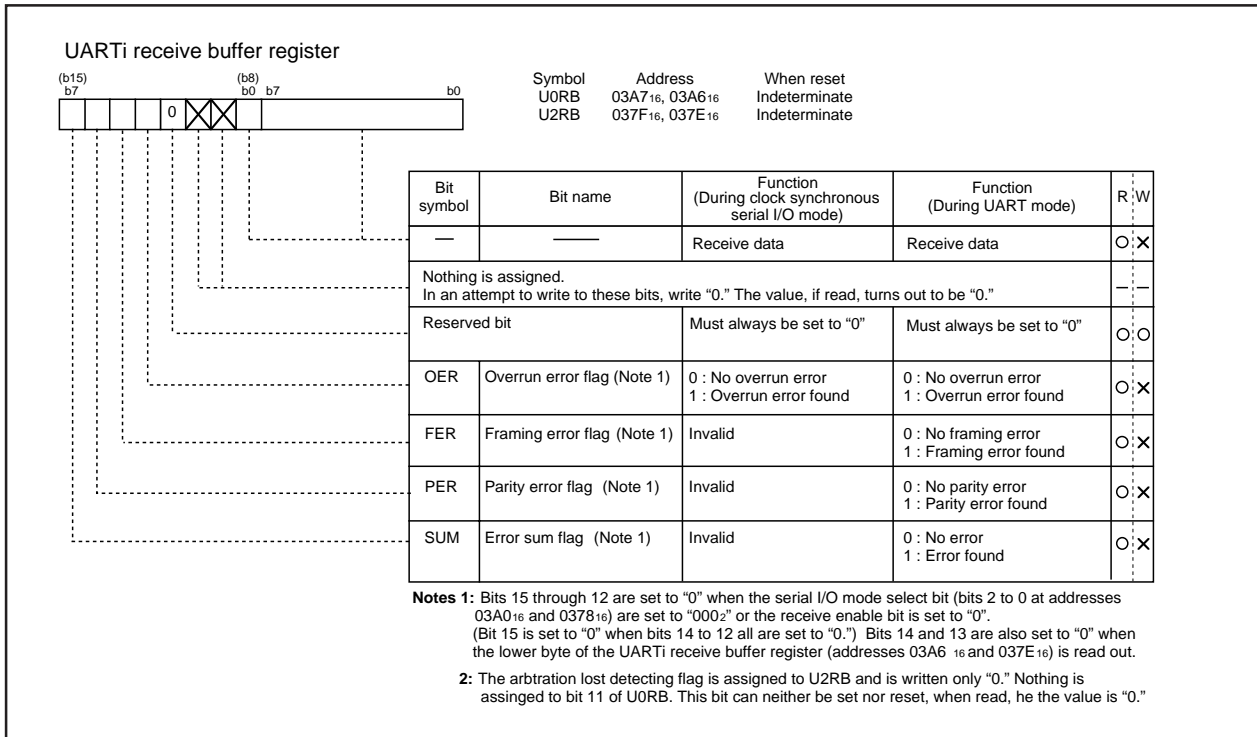 UARTi receive buffer register
(b15) (b8)
b7 b0 b7 b0
0
Symbol Address When reset
U0RB 03A716, 03A616 Indeterminate
U2RB 037F16, 037E16 Indeterminate
Bit symbol Bit name Function (During clock synchronous serial I/O mode) Function (During UART mode) R W
— —— Receive data Receive data O X
Nothing is assigned.
In an attempt to write to these bits, write “0.” The value, if read, turns out to be “0.” — —
Reserved bit Must always be set to “0” Must always be set to “0” O O
OER Overrun error flag (Note 1) 0 : No overrun error 0 : No overrun error O X
1 : Overrun error found 1 : Overrun error found
FER Framing error flag (Note 1) Invalid 0 : No framing error O X
1 : Framing error found
PER Parity error flag (Note 1) Invalid 0 : No parity error O X
1 : Parity error found
SUM Error sum flag (Note 1) Invalid 0 : No error O X
1 : Error found
Notes 1: Bits 15 through 12 are set to “0” when the serial I/O mode select bit (bits 2 to 0 at addresses
03A016 and 037816) are set to “0002” or the receive enable bit is set to “0”.
(Bit 15 is set to “0” when bits 14 to 12 all are set to “0.”) Bits 14 and 13 are also set to “0” when
the lower byte of the UARTi receive buffer register (addresses 03A6 16 and 037E16) is read out.
2: The arbtration lost detecting flag is assigned to U2RB and is written only “0.” Nothing is
assinged to bit 11 of U0RB. This bit can neither be set nor reset, when read, he the value is “0.”